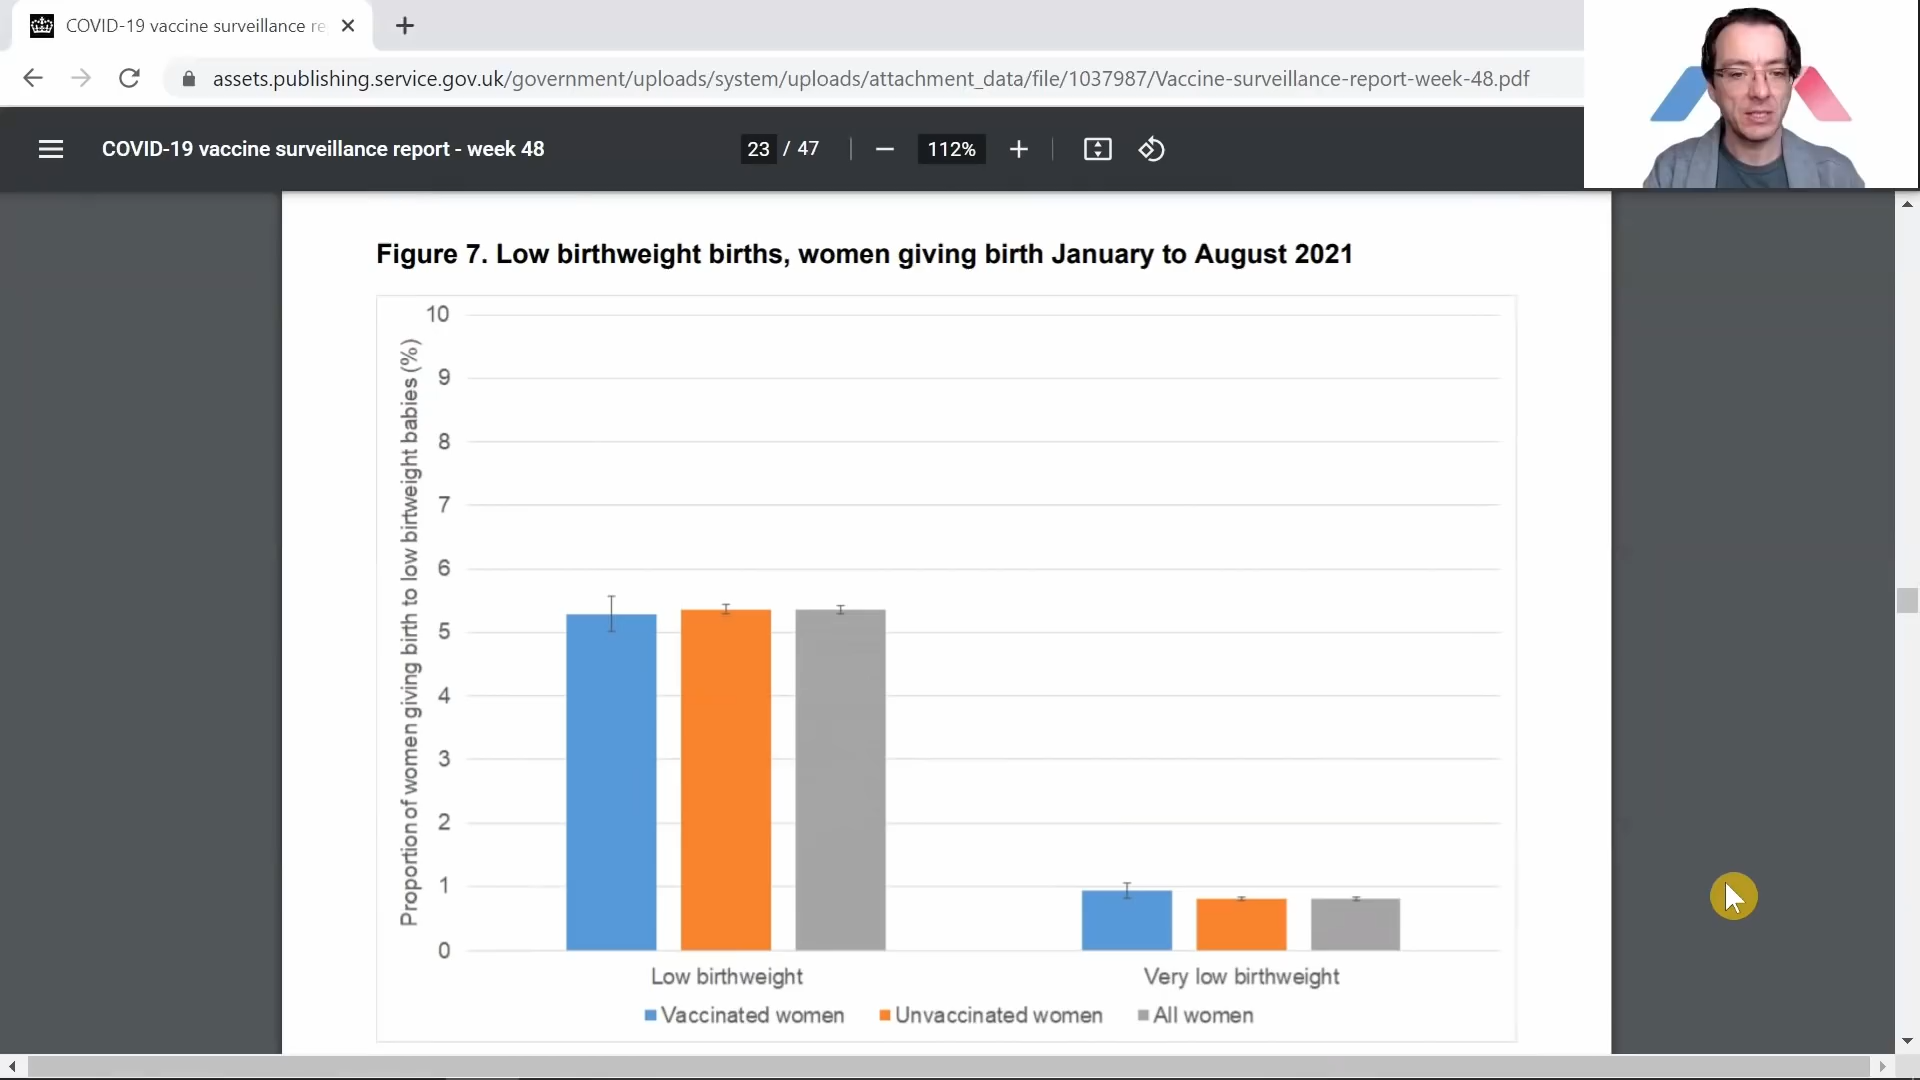 COVID-19 vaccine surveillance re
assets.publishing.service.gov.uk/government/uploads/system/uploads/attachment_data/file/1037987/Vaccine-surveillance-report-week-48.pdf
COVID-19 vaccine surveillance report - week 48
23 / 47
112%
Figure 7. Low birthweight births, women giving birth January to August 2021
Proportion of women giving birth to low birtweight babies (%)
10
9
8
7
6
5
4
3
2
1
0
Low birthweight
Very low birthweight
Vaccinated women
Unvaccinated women
All women